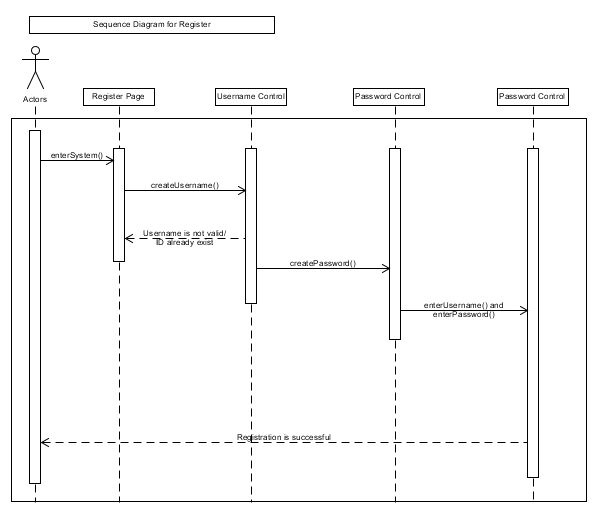 Sequence Diagram for Register
Actors
Register Page
Username Control
Password Control
Password Control
enterSystem()
createUsername()
Username is not valid/
ID already exist
createPassword()
enterUsername() and
enterPassword()
Registration is successful